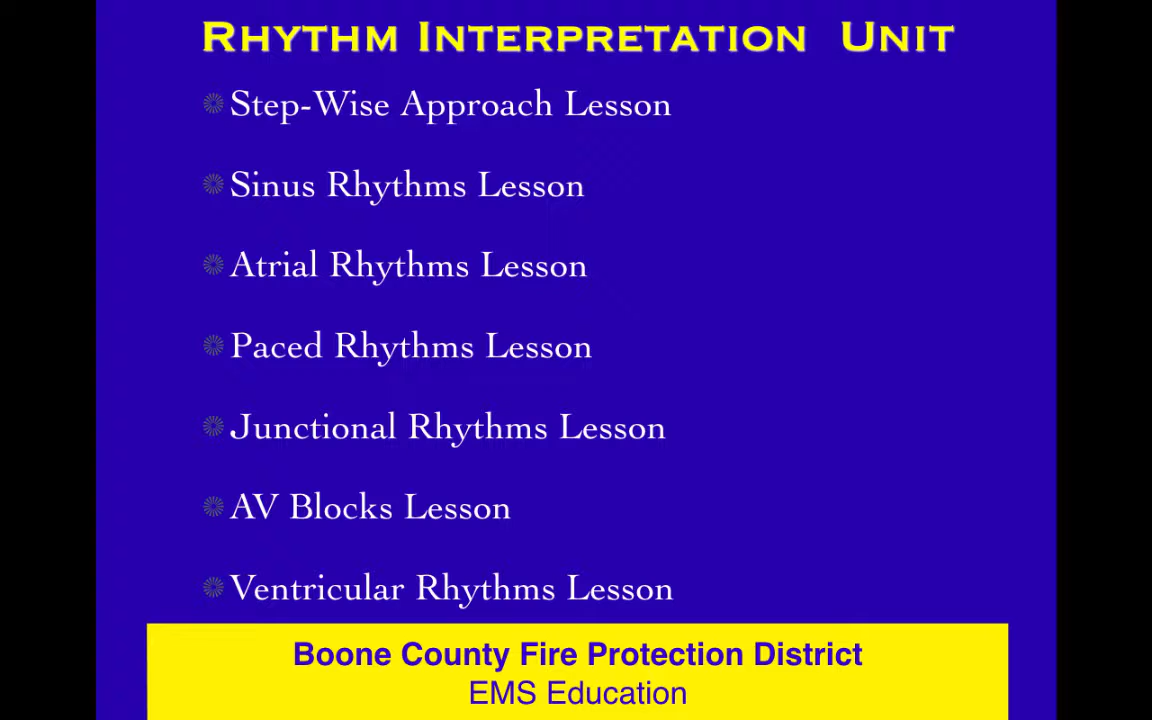 Rhythm Interpretation Unit
Step-Wise Approach Lesson
Sinus Rhythms Lesson
Atrial Rhythms Lesson
Paced Rhythms Lesson
Junctional Rhythms Lesson
AV Blocks Lesson
Ventricular Rhythms Lesson
Boone County Fire Protection District
EMS Education